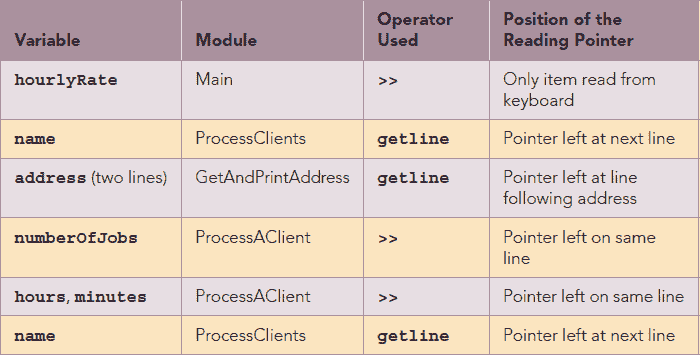 Variable Module Operator Used Position of the Reading Pointer
hourlyRate Main >> Only item read from keyboard
name ProcessClients getline Pointer left at next line
address (two lines) GetAndPrintAddress getline Pointer left at line following address
numberOfJobs ProcessAClient >> Pointer left on same line
hours, minutes ProcessAClient >> Pointer left on same line
name ProcessClients getline Pointer left at next line